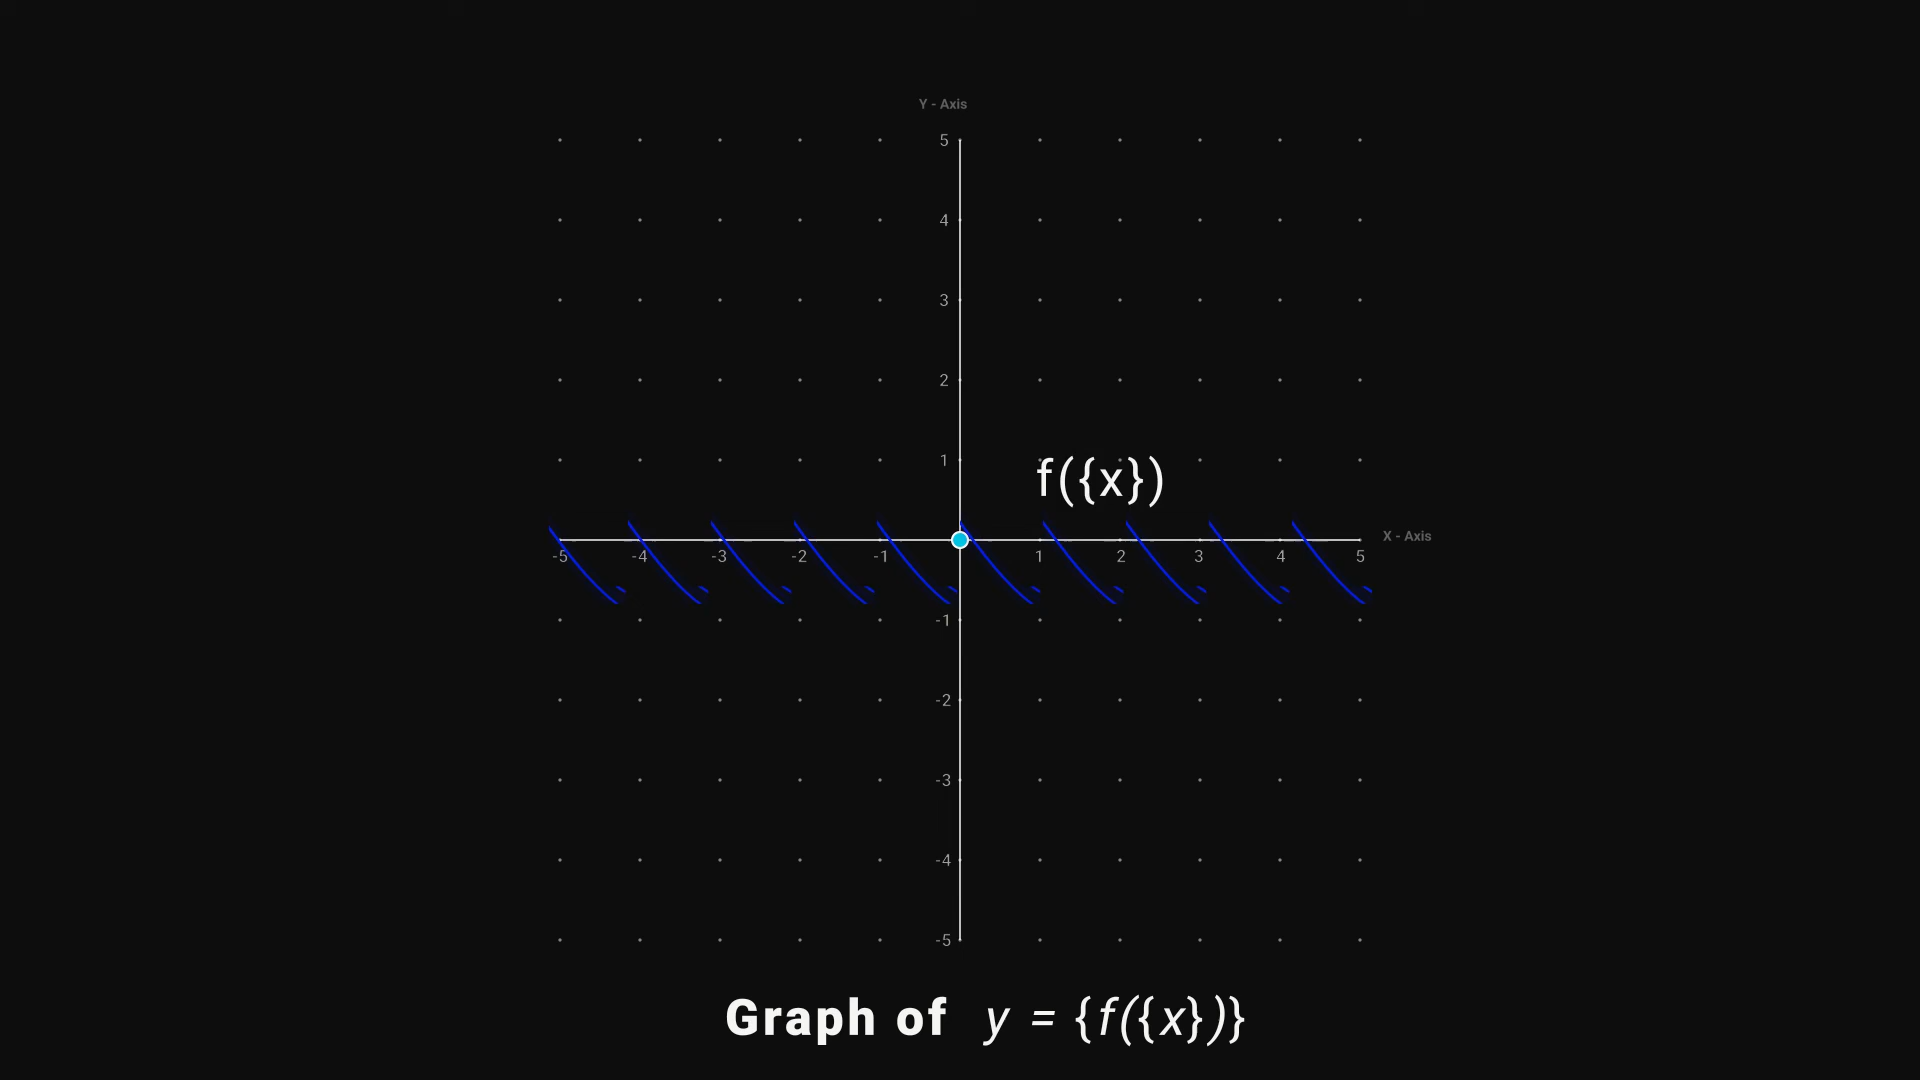 Y - Axis
5
4
3
2
1
f({x})
-5 -4 -3 -2 -1 1 2 3 4 5 X - Axis
-1
-2
-3
-4
-5
Graph of y = {f({x})}